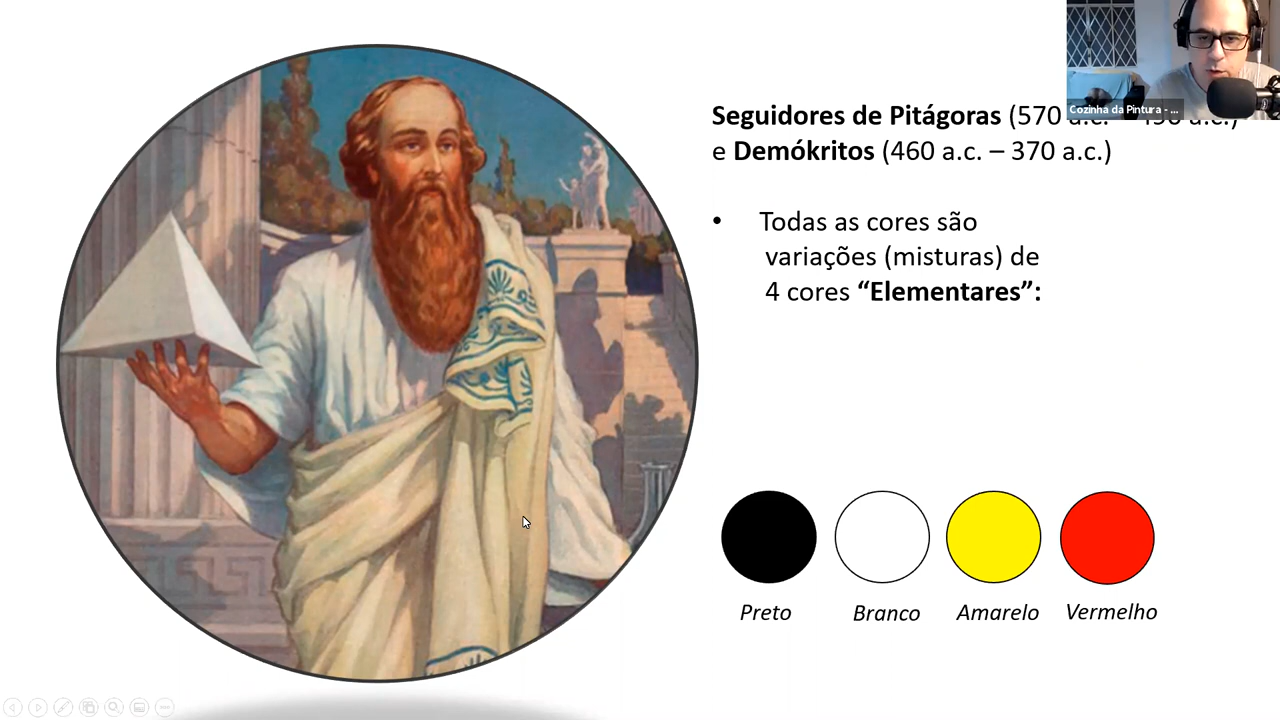 Cozinha da Pintura - ...
Seguidores de Pitágoras (570
e Demókritos (460 a.c. – 370 a.c.)
• Todas as cores são
variações (misturas) de
4 cores “Elementares”:
Preto Branco Amarelo Vermelho